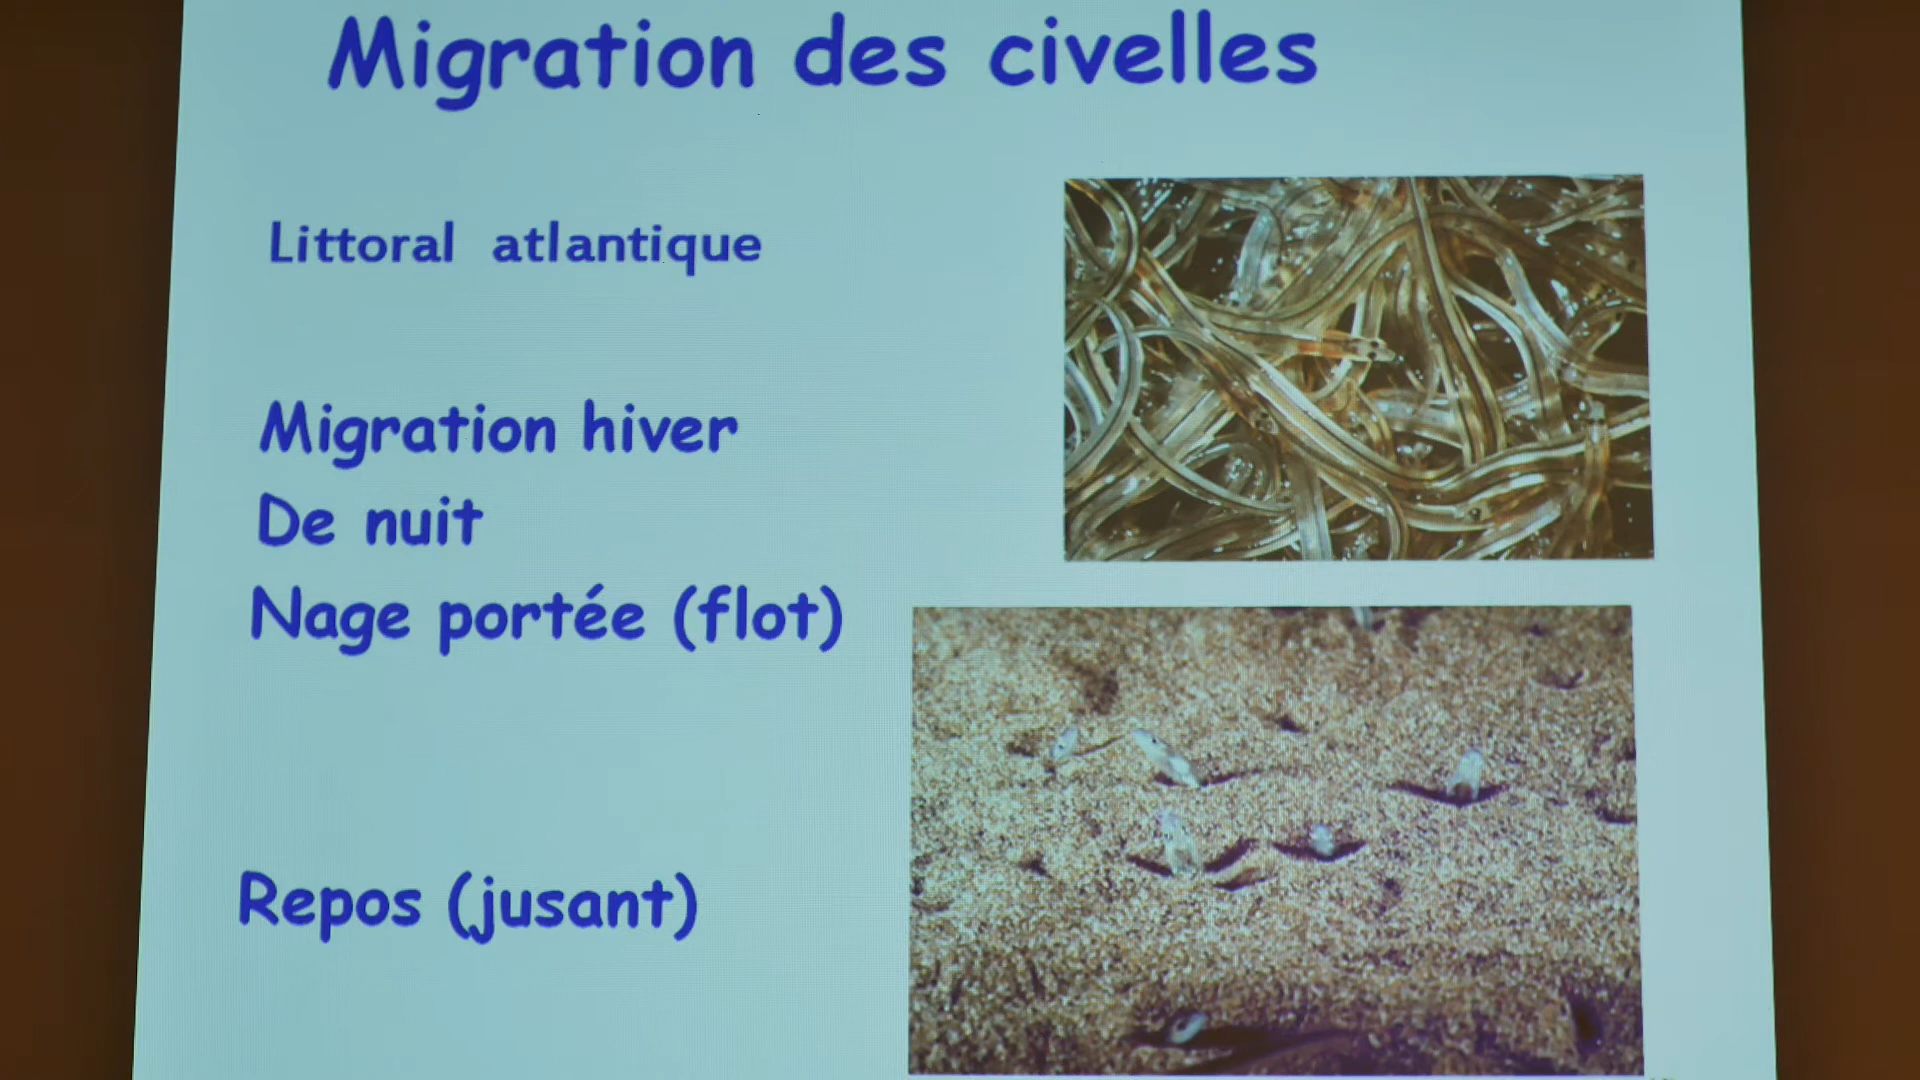 Migration des civelles
Littoral atlantique
Migration hiver
De nuit
Nage portée (flot)
Repos (jusant)